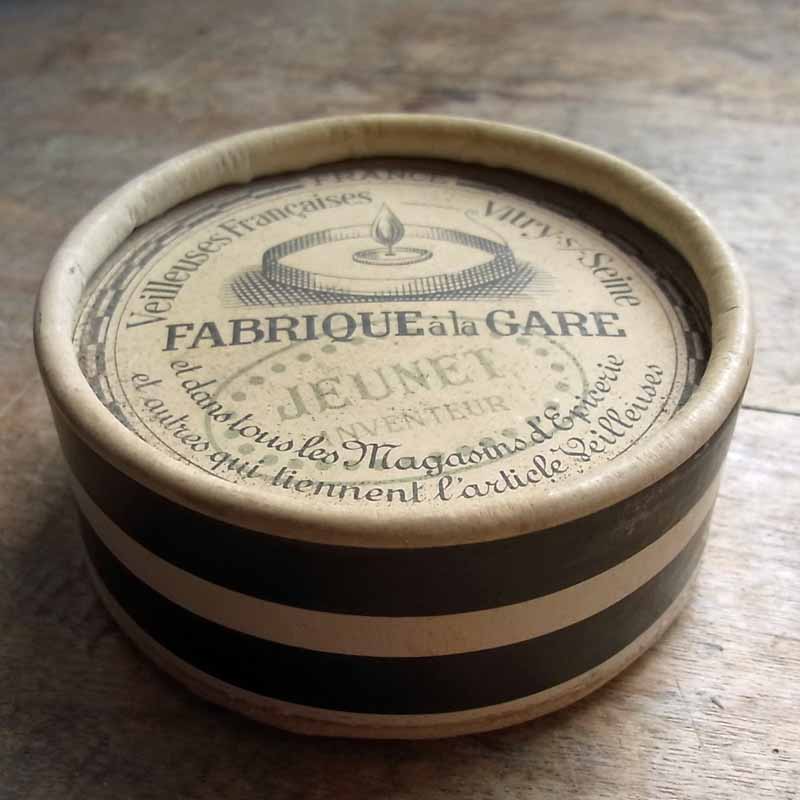 FRANCE
Veilleuses Françaises
Vitry s/ Seine
FABRIQUE à la GARE
JEUNET
INVENTEUR
et dans tous les Magasins d'Epicerie
et autres qui tiennent l'article Veilleuses